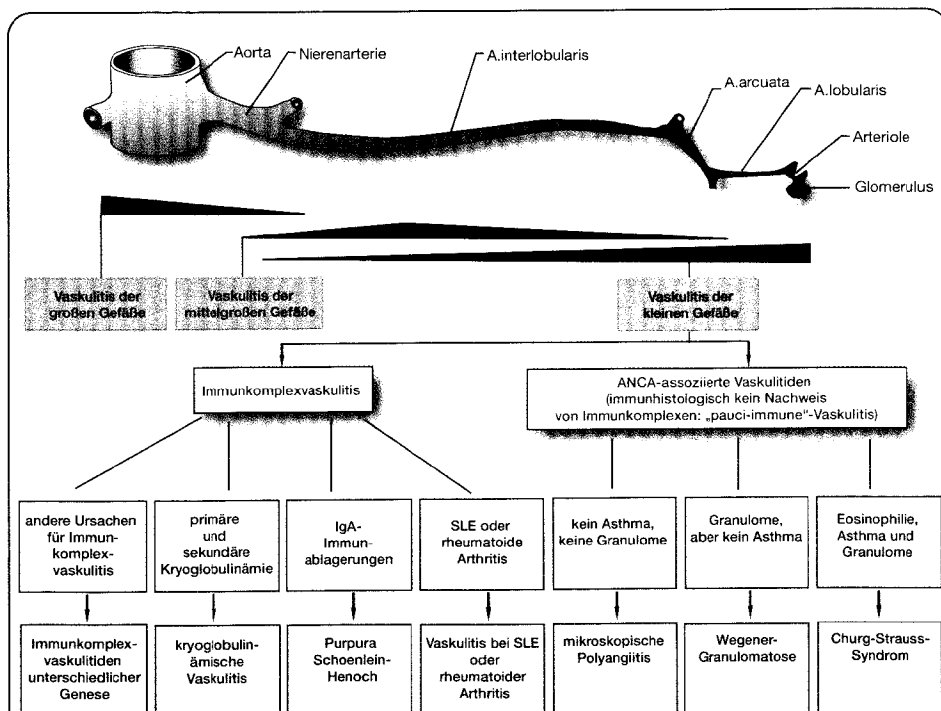 Aorta
Nierenarterie
A.interlobularis
A.arcuata
A.lobularis
Arteriole
Glomerulus
Vaskulitis der
großen Gefäße
Vaskulitis der
mittelgroßen Gefäße
Vaskulitis der
kleinen Gefäße
Immunkomplexvaskulitis
ANCA-assoziierte Vaskulitiden
(immunhistologisch kein Nachweis
von Immunkomplexen: „pauci-immune“-Vaskulitis)
andere Ursachen
für Immun-
komplex-
vaskulitis
primäre
und
sekundäre
Kryoglobulinämie
IgA-
Immun-
ablagerungen
SLE oder
rheumatoide
Arthritis
kein Asthma,
keine Granulome
Granulome,
aber kein Asthma
Eosinophilie,
Asthma und
Granulome
Immunkomplex-
vaskulitiden
unterschiedlicher
Genese
kryoglobulin-
ämische
Vaskulitis
Purpura
Schoenlein-
Henoch
Vaskulitis bei SLE
oder
rheumatoider
Arthritis
mikroskopische
Polyangiitis
Wegener-
Granulomatose
Churg-Strauss-
Syndrom